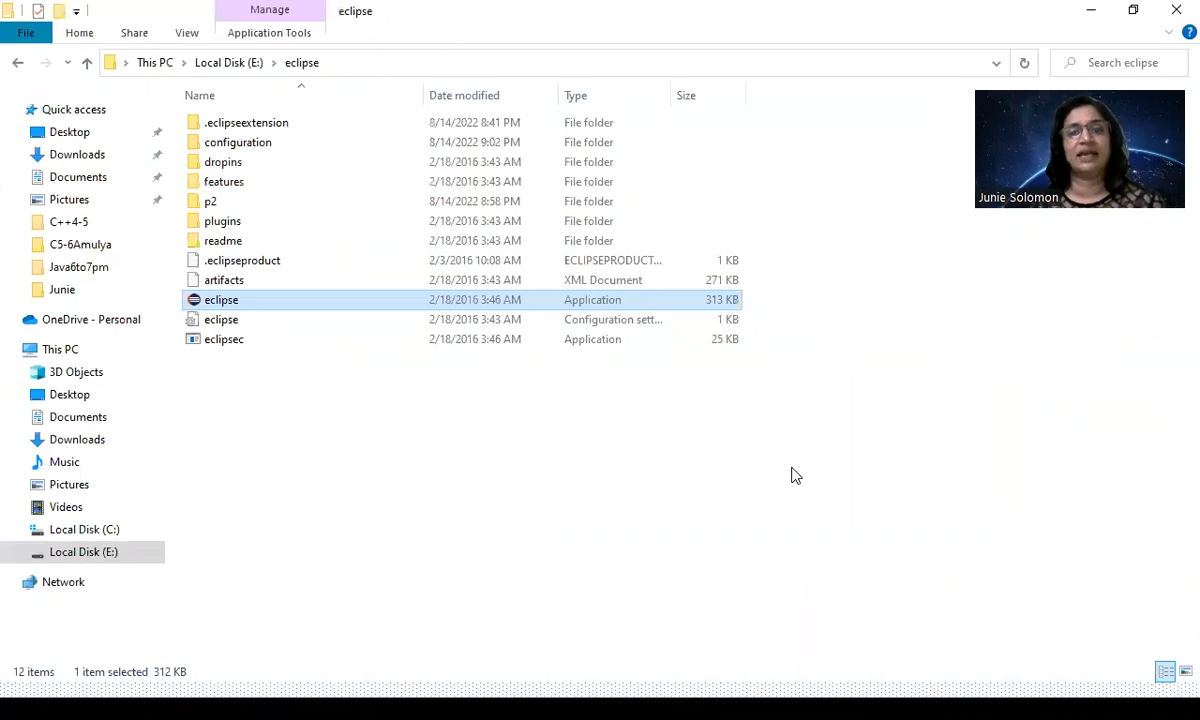 Manage
eclipse
File
Home
Share
View
Application Tools
This PC
Local Disk (E:)
eclipse
Search eclipse
Name
Date modified
Type
Size
Quick access
Desktop
Downloads
Documents
Pictures
C++4-5
C5-6Amulya
Java6to7pm
Junie
OneDrive - Personal
This PC
3D Objects
Desktop
Documents
Downloads
Music
Pictures
Videos
Local Disk (C:)
Local Disk (E:)
Network
.eclipseextension 8/14/2022 8:41 PM File folder
configuration 8/14/2022 9:02 PM File folder
dropins 2/18/2016 3:43 AM File folder
features 2/18/2016 3:43 AM File folder
p2 8/14/2022 8:58 PM File folder
plugins 2/18/2016 3:43 AM File folder
readme 2/18/2016 3:43 AM File folder
.eclipseproduct 2/3/2016 10:08 AM ECLIPSEPRODUCT... 1 KB
artifacts 2/18/2016 3:43 AM XML Document 271 KB
eclipse 2/18/2016 3:46 AM Application 313 KB
eclipse 2/18/2016 3:43 AM Configuration sett... 1 KB
eclipsec 2/18/2016 3:46 AM Application 25 KB
Junie Solomon
12 items 1 item selected 312 KB